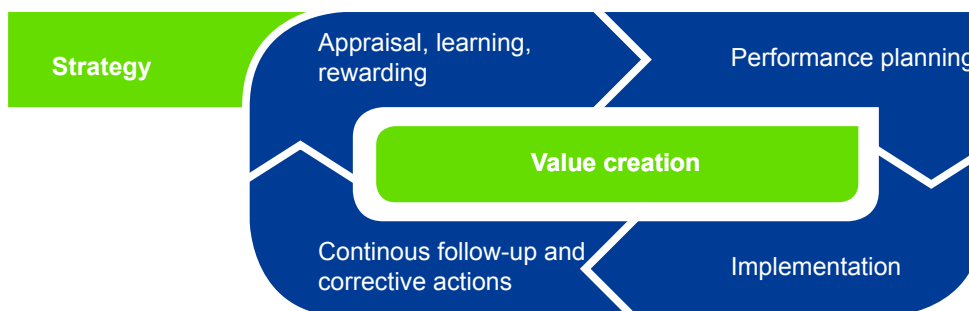 Strategy
Appraisal, learning,
rewarding
Performance planning
Value creation
Continous follow-up and
corrective actions
Implementation